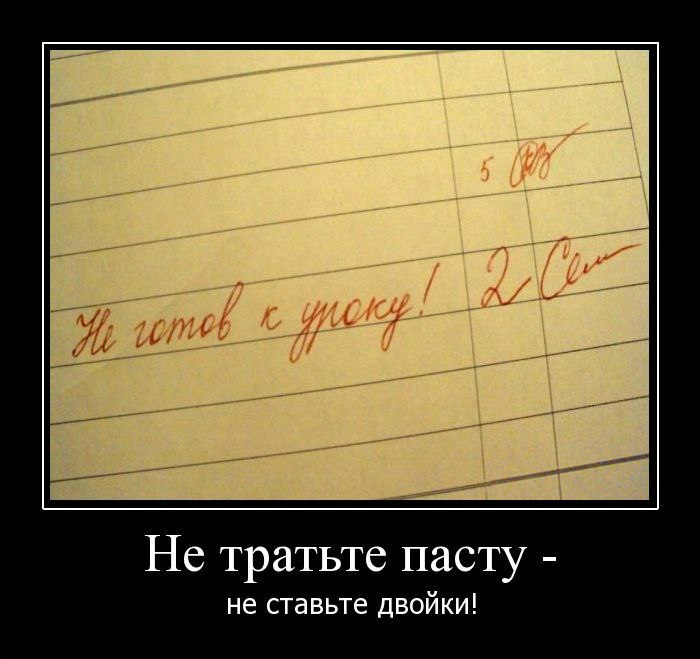 5
Не готов к уроку! 2
Не тратьте пасту -
не ставьте двойки!